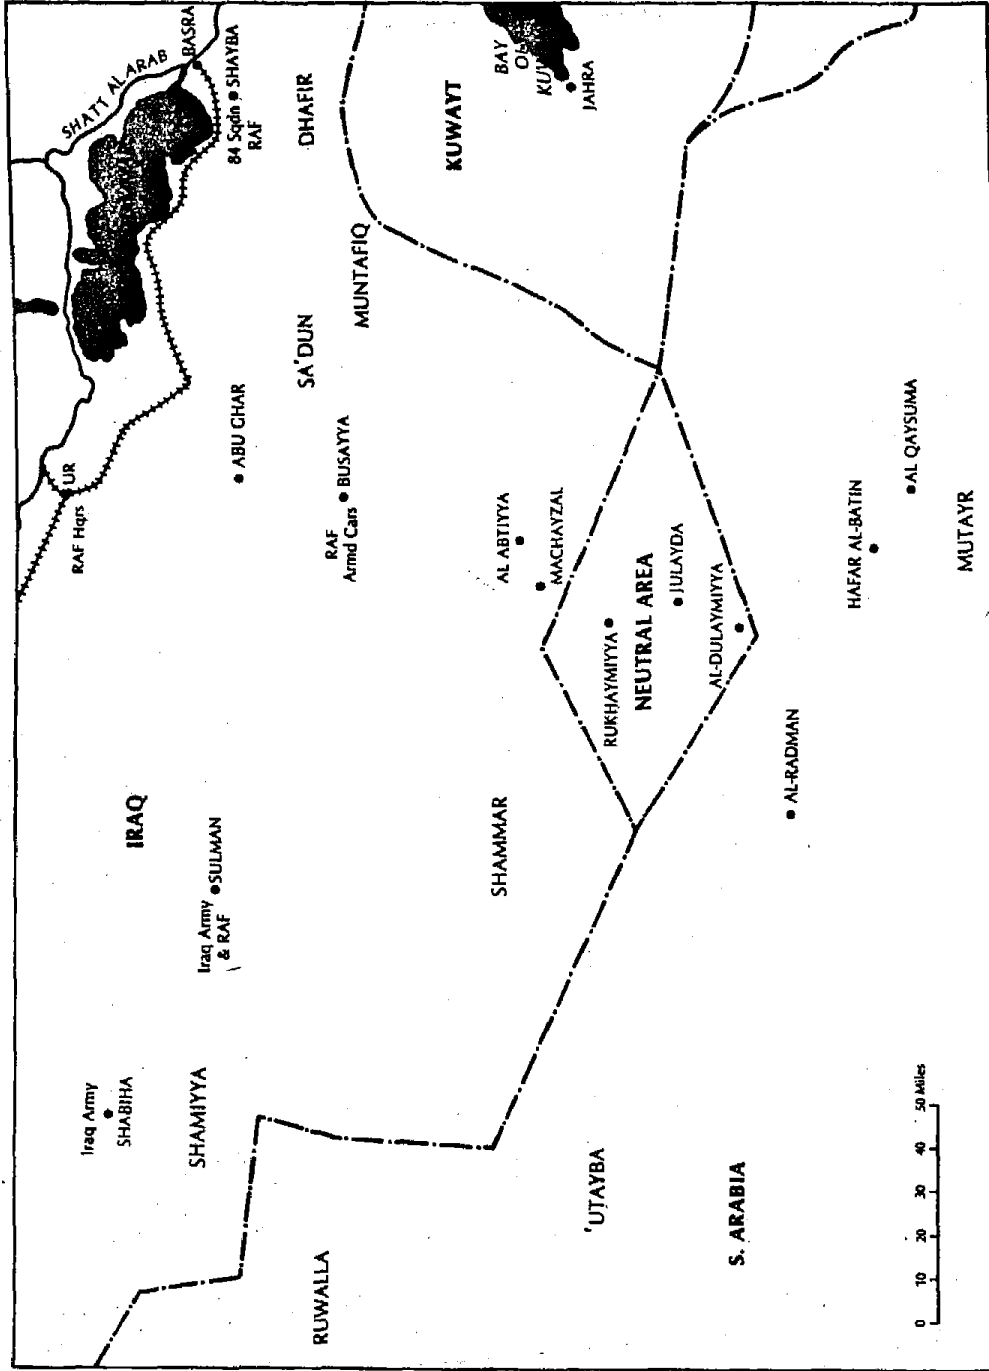 SHATT AL ARAB
BASRA
SHAYBA
84 Sqdn
RAF
UR
RAF Hqrs
ABU GHAR
DHAFIR
SA'DUN
MUNTAFIQ
BUSAYYA
RAF
Armd Cars
IRAQ
Iraq Army
& RAF
SULMAN
Iraq Army
SHABIHA
SHAMIYYA
RUWALLA
KUWAYT
BAY
JAHRA
AL ABTIYYA
MACHAYZAL
SHAMMAR
RUKHAYMIYYA
NEUTRAL AREA
JULAYDA
AL-DULAYMIYYA
AL-RADMAN
'UTAYBA
S. ARABIA
HAFAR AL-BATIN
AL QAYSUMA
MUTAYR
0 10 20 30 40 50 Miles